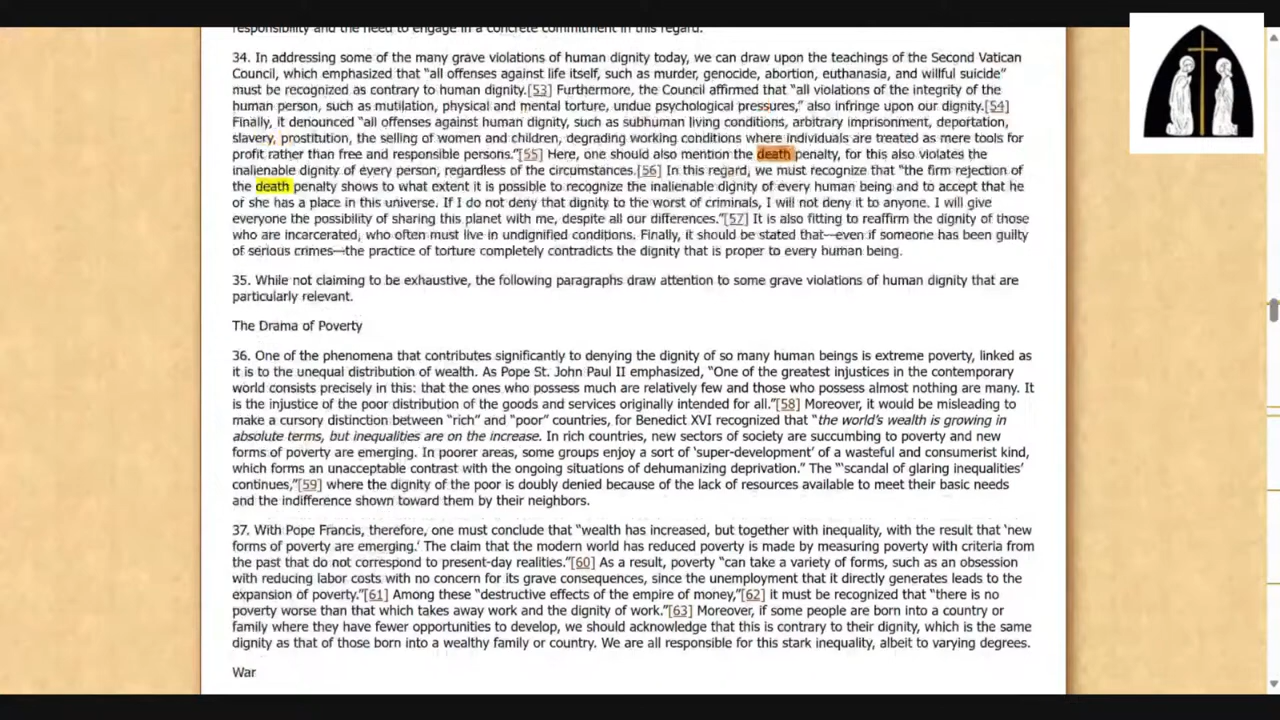 responsibility and the need to engage in a concrete commitment in this regard.
34. In addressing some of the many grave violations of human dignity today, we can draw upon the teachings of the Second Vatican
Council, which emphasized that “all offenses against life itself, such as murder, genocide, abortion, euthanasia, and willful suicide”
must be recognized as contrary to human dignity.[53] Furthermore, the Council affirmed that “all violations of the integrity of the
human person, such as mutilation, physical and mental torture, undue psychological pressures,” also infringe upon our dignity.[54]
Finally, it denounced “all offenses against human dignity, such as subhuman living conditions, arbitrary imprisonment, deportation,
slavery, prostitution, the selling of women and children, degrading working conditions where individuals are treated as mere tools for
profit rather than free and responsible persons.”[55] Here, one should also mention the death penalty, for this also violates the
inalienable dignity of every person, regardless of the circumstances.[56] In this regard, we must recognize that “the firm rejection of
the death penalty shows to what extent it is possible to recognize the inalienable dignity of every human being and to accept that he
or she has a place in this universe. If I do not deny that dignity to the worst of criminals, I will not deny it to anyone. I will give
everyone the possibility of sharing this planet with me, despite all our differences.”[57] It is also fitting to reaffirm the dignity of those
who are incarcerated, who often must live in undignified conditions. Finally, it should be stated that—even if someone has been guilty
of serious crimes—the practice of torture completely contradicts the dignity that is proper to every human being.
35. While not claiming to be exhaustive, the following paragraphs draw attention to some grave violations of human dignity that are
particularly relevant.
The Drama of Poverty
36. One of the phenomena that contributes significantly to denying the dignity of so many human beings is extreme poverty, linked as
it is to the unequal distribution of wealth. As Pope St. John Paul II emphasized, “One of the greatest injustices in the contemporary
world consists precisely in this: that the ones who possess much are relatively few and those who possess almost nothing are many. It
is the injustice of the poor distribution of the goods and services originally intended for all.”[58] Moreover, it would be misleading to
make a cursory distinction between “rich” and “poor” countries, for Benedict XVI recognized that “the world’s wealth is growing in
absolute terms, but inequalities are on the increase. In rich countries, new sectors of society are succumbing to poverty and new
forms of poverty are emerging. In poorer areas, some groups enjoy a sort of ‘super-development’ of a wasteful and consumerist kind,
which forms an unacceptable contrast with the ongoing situations of dehumanizing deprivation.” The “‘scandal of glaring inequalities’
continues,”[59] where the dignity of the poor is doubly denied because of the lack of resources available to meet their basic needs
and the indifference shown toward them by their neighbors.
37. With Pope Francis, therefore, one must conclude that “wealth has increased, but together with inequality, with the result that ‘new
forms of poverty are emerging.’ The claim that the modern world has reduced poverty is made by measuring poverty with criteria from
the past that do not correspond to present-day realities.”[60] As a result, poverty “can take a variety of forms, such as an obsession
with reducing labor costs with no concern for its grave consequences, since the unemployment that it directly generates leads to the
expansion of poverty.”[61] Among these “destructive effects of the empire of money,”[62] it must be recognized that “there is no
poverty worse than that which takes away work and the dignity of work.”[63] Moreover, if some people are born into a country or
family where they have fewer opportunities to develop, we should acknowledge that this is contrary to their dignity, which is the same
dignity as that of those born into a wealthy family or country. We are all responsible for this stark inequality, albeit to varying degrees.
War